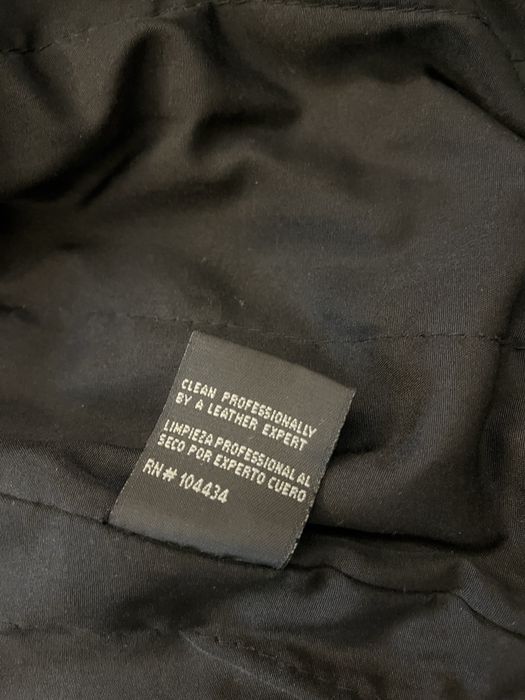 CLEAN PROFESSIONALLY
BY A LEATHER EXPERT
LIMPIEZA PROFESSIONAL AL
SECO POR EXPERTO CUERO
RN# 104434